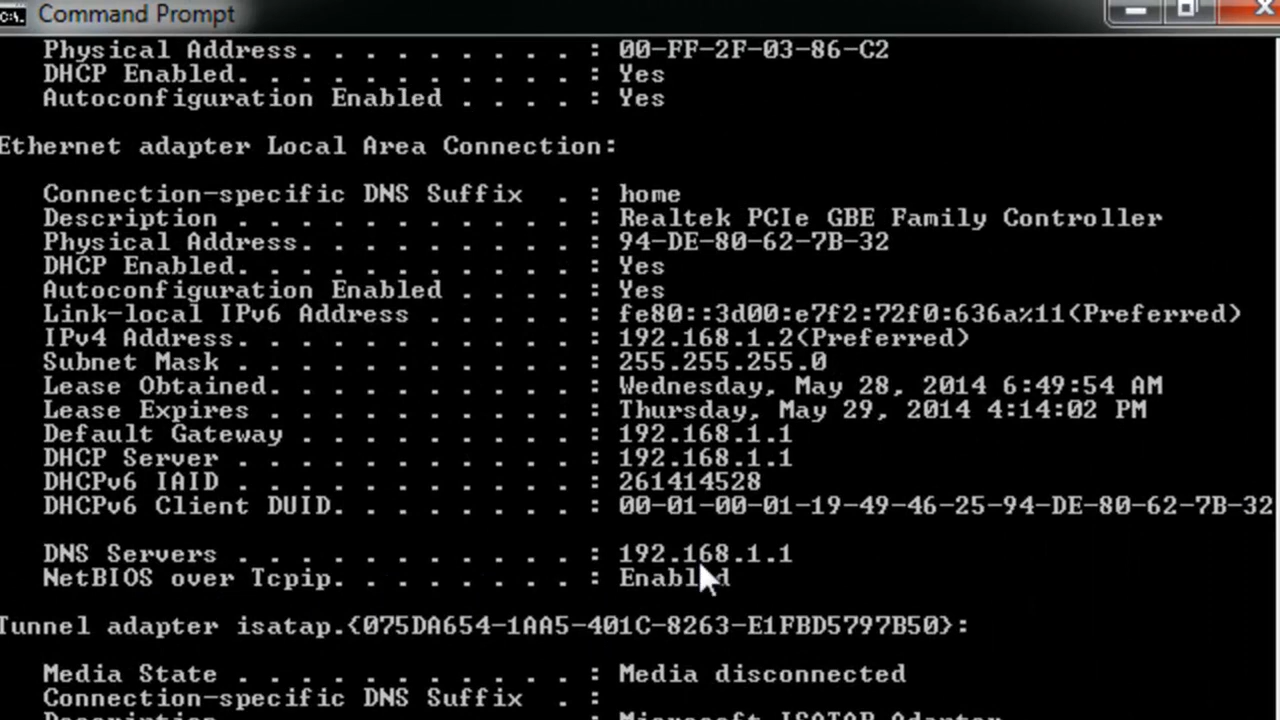 C:\.
Command Prompt
Physical Address. . . . . . . . . : 00-FF-2F-03-86-C2
DHCP Enabled. . . . . . . . . . . : Yes
Autoconfiguration Enabled . . . . : Yes
Ethernet adapter Local Area Connection:
Connection-specific DNS Suffix  . : home
Description . . . . . . . . . . . : Realtek PCIe GBE Family Controller
Physical Address. . . . . . . . . : 94-DE-80-62-7B-32
DHCP Enabled. . . . . . . . . . . : Yes
Autoconfiguration Enabled . . . . : Yes
Link-local IPv6 Address . . . . . : fe80::3d00:e7f2:72f0:636a%11(Preferred)
IPv4 Address. . . . . . . . . . . : 192.168.1.2(Preferred)
Subnet Mask . . . . . . . . . . . : 255.255.255.0
Lease Obtained. . . . . . . . . . : Wednesday, May 28, 2014 6:49:54 AM
Lease Expires . . . . . . . . . . : Thursday, May 29, 2014 4:14:02 PM
Default Gateway . . . . . . . . . : 192.168.1.1
DHCP Server . . . . . . . . . . . : 192.168.1.1
DHCPv6 IAID . . . . . . . . . . . : 261414528
DHCPv6 Client DUID. . . . . . . . : 00-01-00-01-19-49-46-25-94-DE-80-62-7B-32
DNS Servers . . . . . . . . . . . : 192.168.1.1
NetBIOS over Tcpip. . . . . . . . : Enabled
Tunnel adapter isatap.{075DA654-1AA5-401C-8263-E1FBD5797B50}:
Media State . . . . . . . . . . . : Media disconnected
Connection-specific DNS Suffix  . :
Description . . . . . . . . . . . : Microsoft ISATAP Adapter